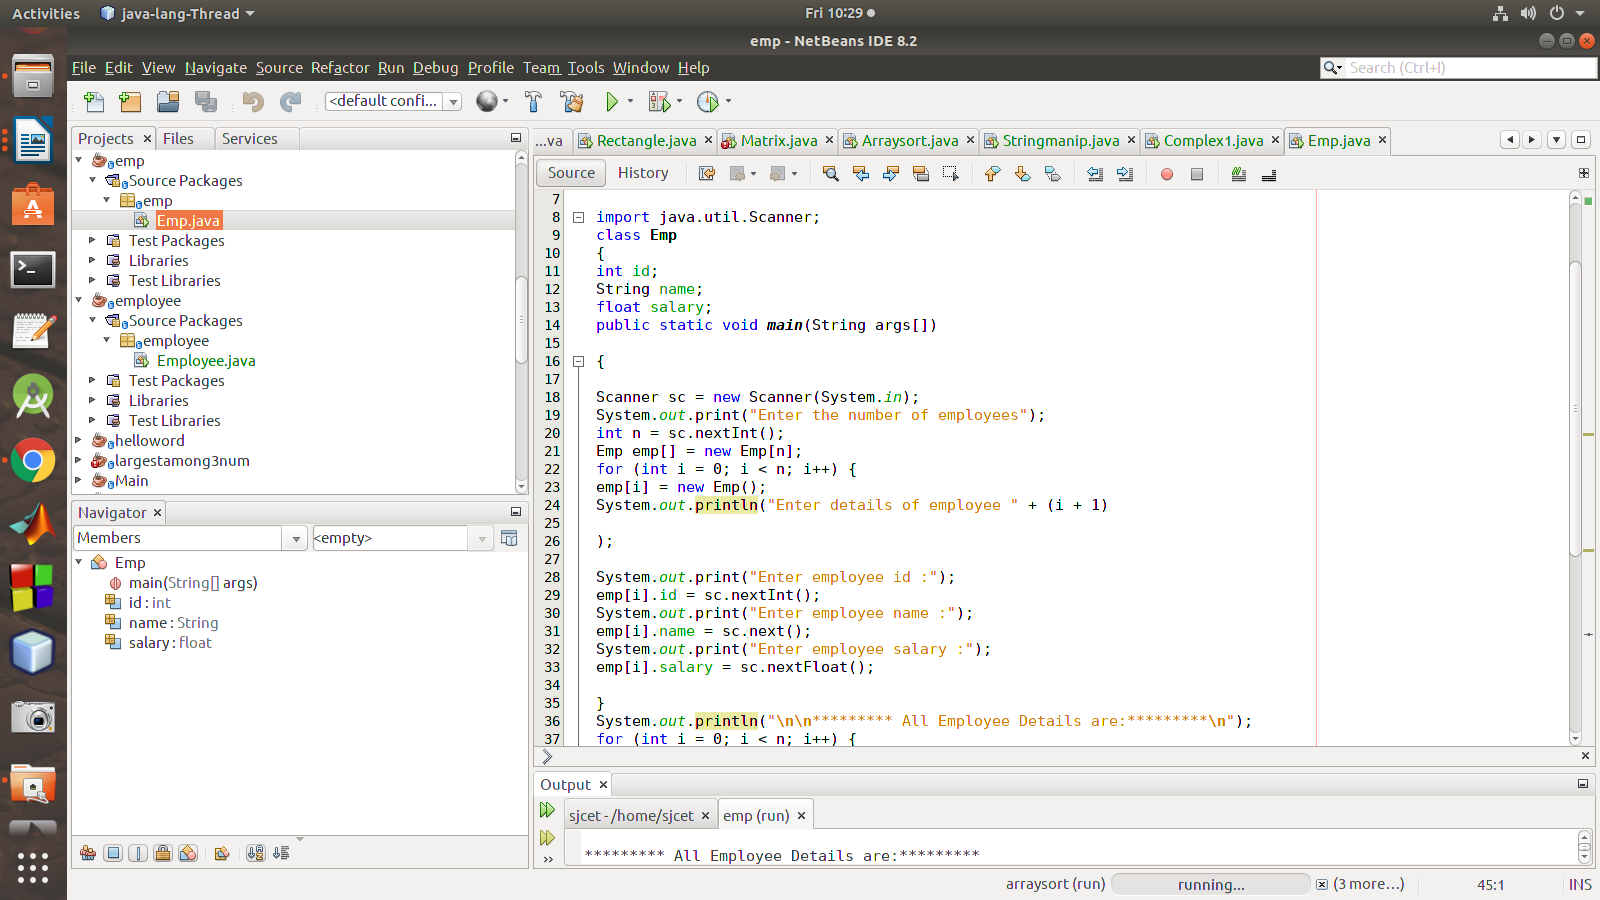 Activities java-lang-Thread Fri 10:29
emp - NetBeans IDE 8.2
File Edit View Navigate Source Refactor Run Debug Profile Team Tools Window Help
Search (Ctrl+I)
<default confi...
Projects Files Services
emp
Source Packages
emp
Emp.java
Test Packages
Libraries
Test Libraries
employee
Source Packages
employee
Employee.java
Test Packages
Libraries
Test Libraries
helloword
largestamong3num
Main
Navigator
Members <empty>
Emp
main(String[] args)
id : int
name : String
salary : float
...va Rectangle.java Matrix.java Arraysort.java Stringmanip.java Complex1.java Emp.java
Source History
7
8 import java.util.Scanner;
9 class Emp
10 {
11 int id;
12 String name;
13 float salary;
14 public static void main(String args[])
15
16 {
17
18 Scanner sc = new Scanner(System.in);
19 System.out.print("Enter the number of employees");
20 int n = sc.nextInt();
21 Emp emp[] = new Emp[n];
22 for (int i = 0; i < n; i++) {
23 emp[i] = new Emp();
24 System.out.println("Enter details of employee " + (i + 1)
25
26 );
27
28 System.out.print("Enter employee id :");
29 emp[i].id = sc.nextInt();
30 System.out.print("Enter employee name :");
31 emp[i].name = sc.next();
32 System.out.print("Enter employee salary :");
33 emp[i].salary = sc.nextFloat();
34
35 }
36 System.out.println("\n\n********* All Employee Details are:*********\n");
37 for (int i = 0; i < n; i++) {
Output
sjcet - /home/sjcet emp (run)
********* All Employee Details are:*********
arraysort (run) running... (3 more...) 45:1 INS